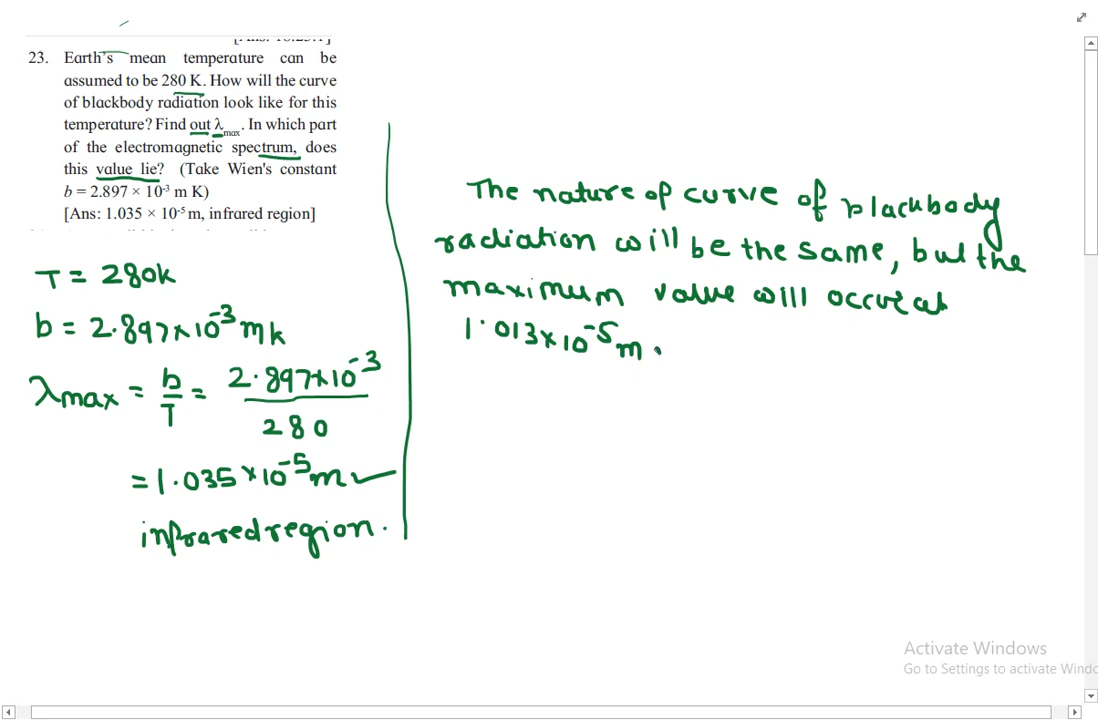 23. Earth's mean temperature can be
assumed to be 280 K. How will the curve
of blackbody radiation look like for this
temperature? Find out λmax. In which part
of the electromagnetic spectrum, does
this value lie? (Take Wien's constant
b = 2.897 × 10⁻³ m K)
[Ans: 1.035 × 10⁻⁵ m, infrared region]
T = 280k
b = 2.897×10⁻³ mk
λmax = b/T = 2.897×10⁻³/280
= 1.035×10⁻⁵m
infrared region.
The nature of curve of blackbody
radiation will be the same, but the
maximum value will occur at
1.013×10⁻⁵ m.
Activate Windows
Go to Settings to activate Windo